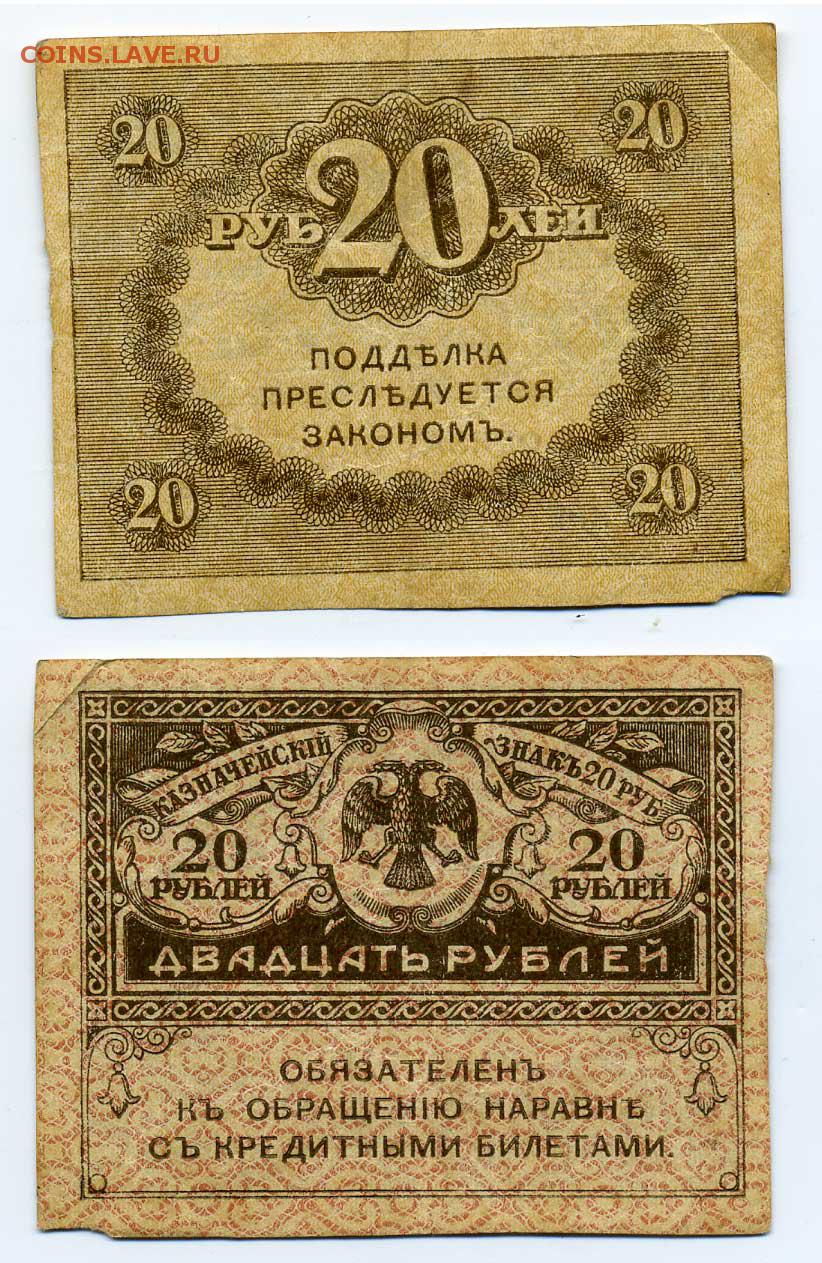 COINS.LAVE.РУ
20
20
РУБ 20 ЛЕЙ
ПОДДѢЛКА
ПРЕСЛѢДУЕТСЯ
ЗАКОНОМЪ.
20
20
КАЗНАЧЕЙСКІЙ
ЗНАКЪ 20 РУБ
20
РУБЛЕЙ
20
РУБЛЕЙ
ДВАДЦАТЬ РУБЛЕЙ
ОБЯЗАТЕЛЕНЪ
КЪ ОБРАЩЕНІЮ НАРАВНѢ
СЪ КРЕДИТНЫМИ БИЛЕТАМИ.